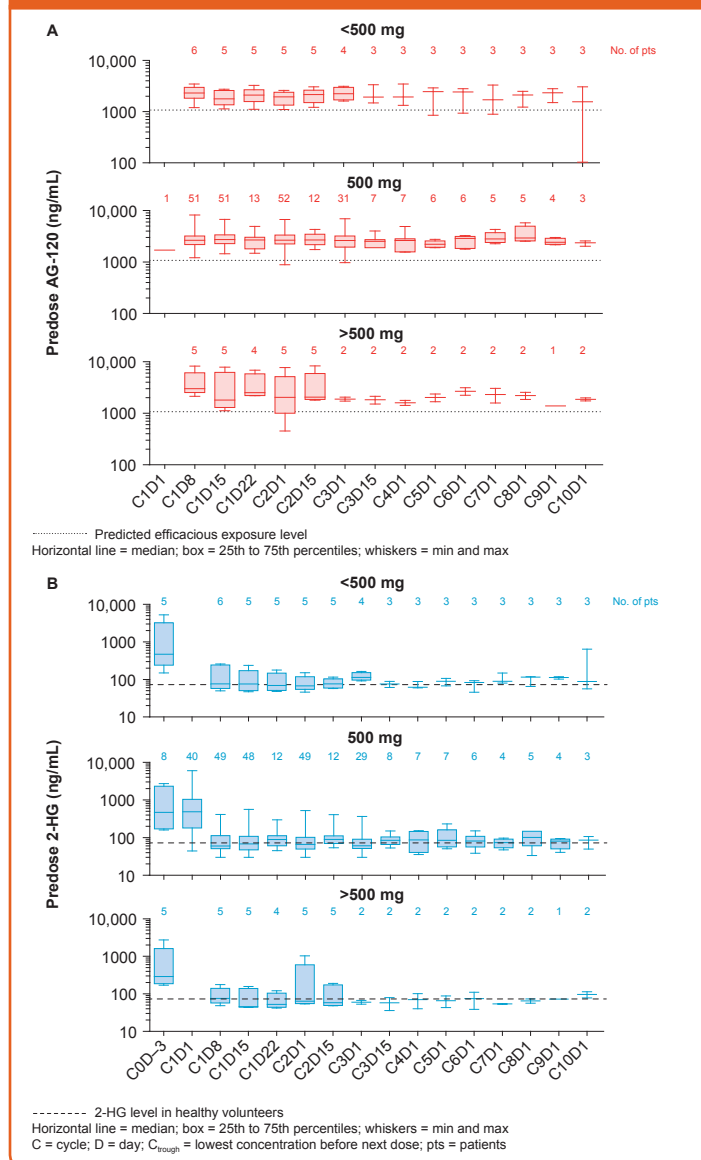 A
<500 mg
6 5 5 5 5 4 3 3 3 3 3 3 3 3 No. of pts
10,000
1000
100
500 mg
1 51 51 13 52 12 31 7 7 6 6 5 5 4 3
10,000
1000
100
>500 mg
5 5 4 5 5 2 2 2 2 2 2 2 1 2
10,000
1000
100
Predose AG-120 (ng/mL)
C1D1 C1D8 C1D15 C1D22 C2D1 C2D15 C3D1 C3D15 C4D1 C5D1 C6D1 C7D1 C8D1 C9D1 C10D1
Predicted efficacious exposure level
Horizontal line = median; box = 25th to 75th percentiles; whiskers = min and max
B
<500 mg
5 6 5 5 5 5 4 3 3 3 3 3 3 3 3 No. of pts
10,000
1000
100
10
500 mg
8 40 49 48 12 49 12 29 8 7 7 6 4 5 4 3
10,000
1000
100
10
>500 mg
5 5 5 4 5 5 2 2 2 2 2 2 2 1 2
10,000
1000
100
10
Predose 2-HG (ng/mL)
C0D–3 C1D1 C1D8 C1D15 C1D22 C2D1 C2D15 C3D1 C3D15 C4D1 C5D1 C6D1 C7D1 C8D1 C9D1 C10D1
2-HG level in healthy volunteers
Horizontal line = median; box = 25th to 75th percentiles; whiskers = min and max
C = cycle; D = day; Ctrough = lowest concentration before next dose; pts = patients